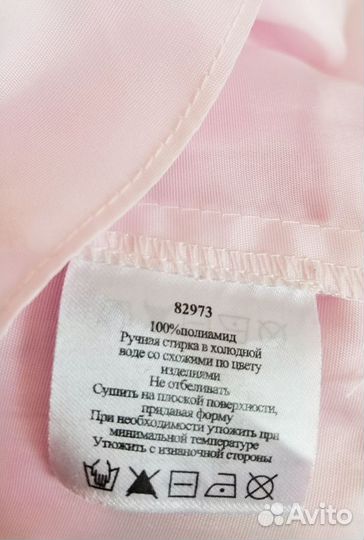 82973
100%полиамид
Ручная стирка в холодной
воде со схожими по цвету
изделиями
Не отбеливать
Сушить на плоской поверхности,
придавая форму
При необходимости утюжить при
минимальной температуре
Утюжить с изнаночной стороны
Avito